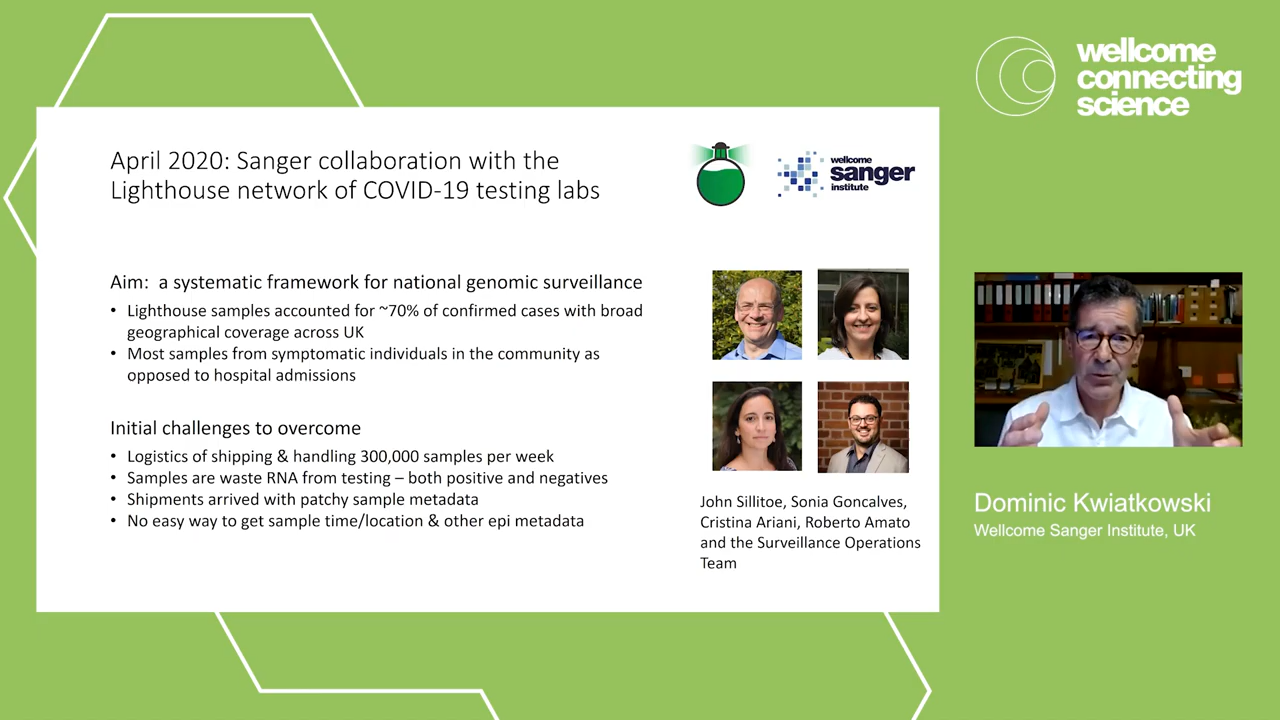 wellcome
connecting
science
April 2020: Sanger collaboration with the
Lighthouse network of COVID-19 testing labs
wellcome
sanger
institute
Aim:  a systematic framework for national genomic surveillance
• Lighthouse samples accounted for ~70% of confirmed cases with broad
geographical coverage across UK
• Most samples from symptomatic individuals in the community as
opposed to hospital admissions
Initial challenges to overcome
• Logistics of shipping & handling 300,000 samples per week
• Samples are waste RNA from testing – both positive and negatives
• Shipments arrived with patchy sample metadata
• No easy way to get sample time/location & other epi metadata
John Sillitoe, Sonia Goncalves,
Cristina Ariani, Roberto Amato
and the Surveillance Operations
Team
Dominic Kwiatkowski
Wellcome Sanger Institute, UK